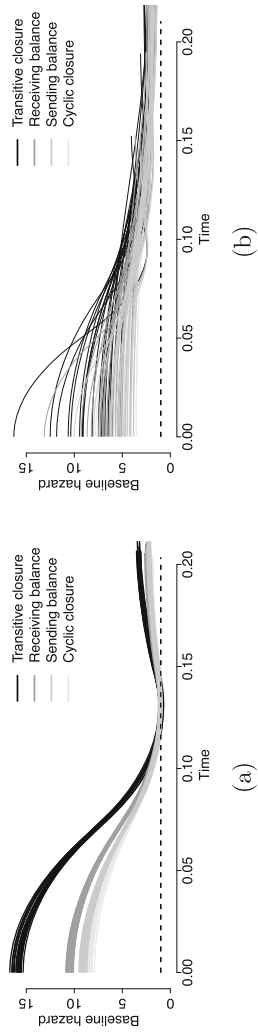 Baseline hazard
15
10
5
0
Transitive closure
Receiving balance
Sending balance
Cyclic closure
0.00
0.05
0.10
0.15
0.20
Time
(a)
Baseline hazard
15
10
5
0
Transitive closure
Receiving balance
Sending balance
Cyclic closure
0.00
0.05
0.10
0.15
0.20
Time
(b)